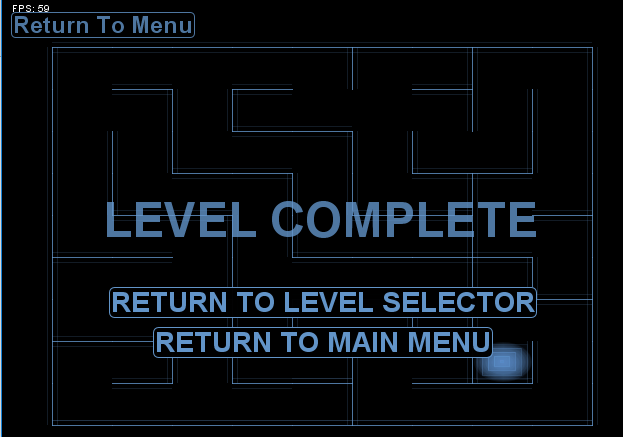 FPS: 59
Return To Menu
LEVEL COMPLETE
RETURN TO LEVEL SELECTOR
RETURN TO MAIN MENU